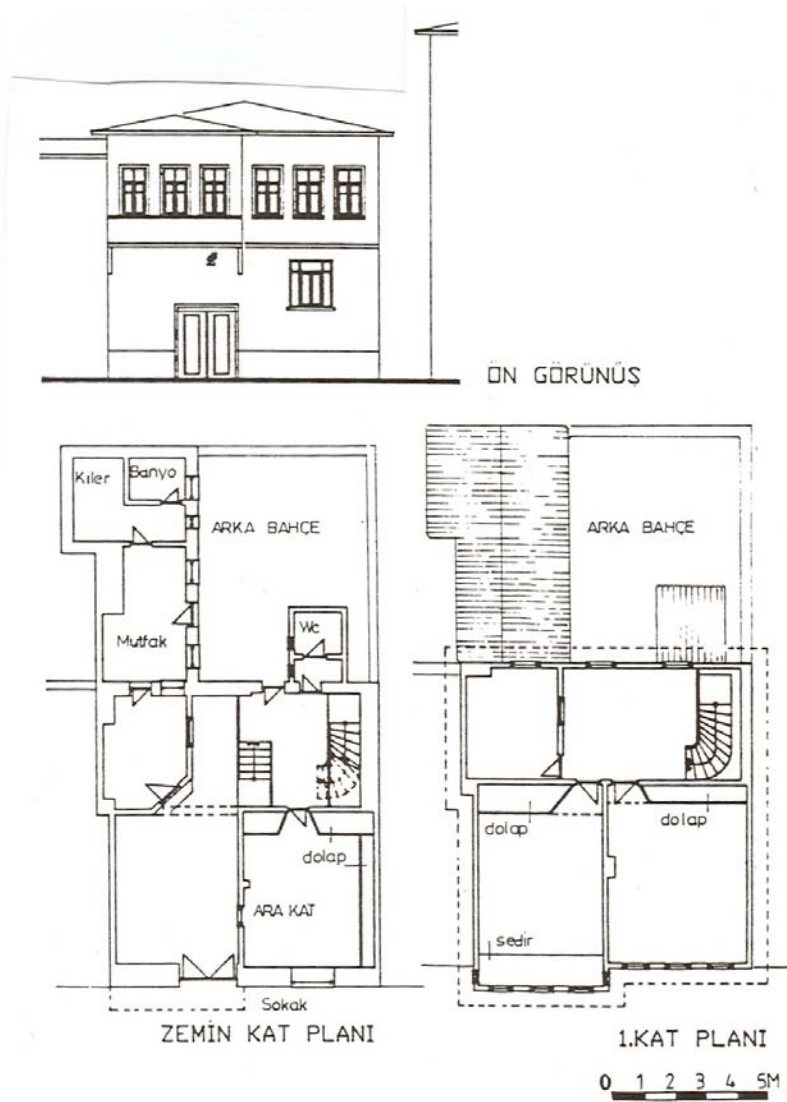 ÖN GÖRÜNÜŞ
Kiler
Banyo
ARKA BAHÇE
Wc
Mutfak
dolap
ARA KAT
Sokak
ZEMİN KAT PLANI
ARKA BAHÇE
dolap
dolap
sedir
1.KAT PLANI
0 1 2 3 4 5M